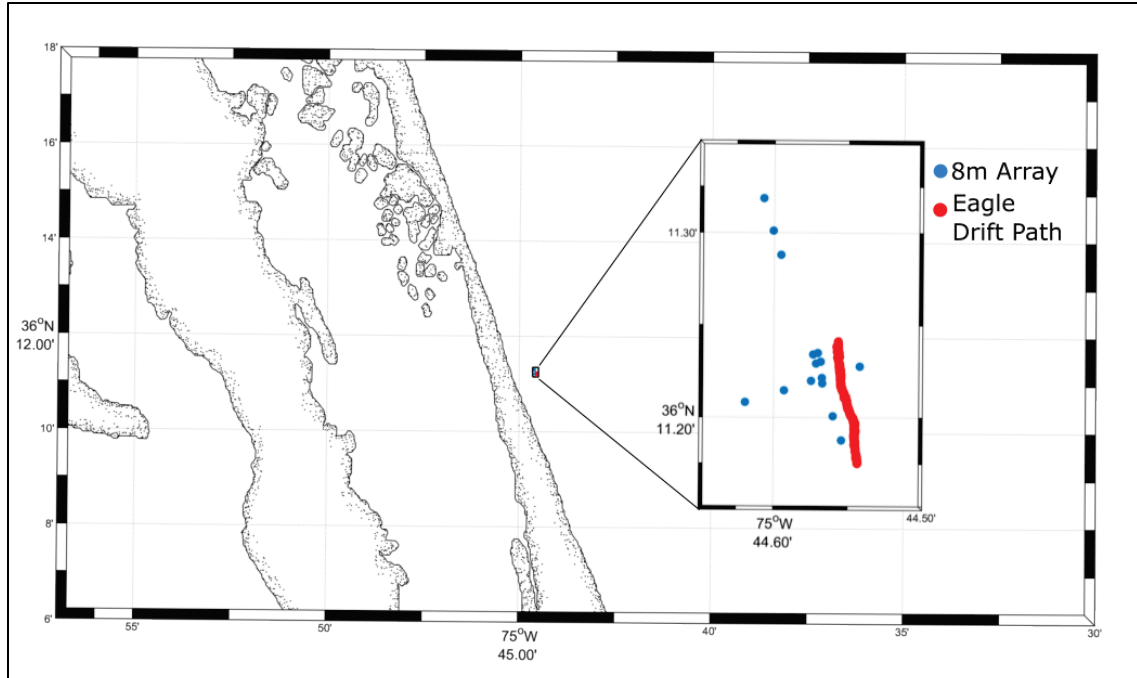 18'
16'
14'
36°N
12.00'
10'
8'
6'
55'
50'
75°W
45.00'
40'
35'
30'
11.30'
36°N
11.20'
75°W
44.60'
44.50'
8m Array
Eagle
Drift Path